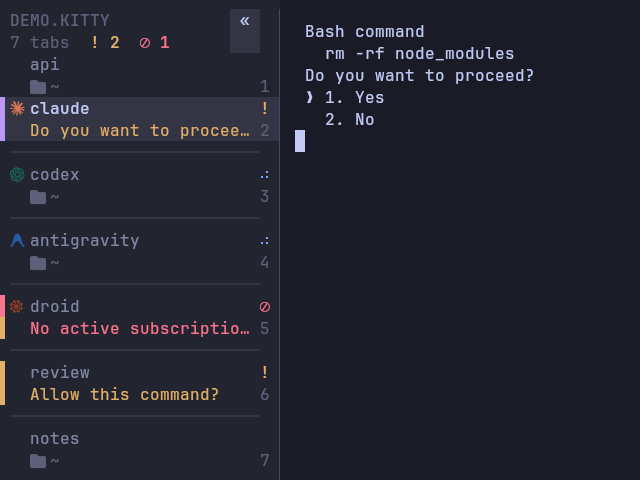 DEMO.KITTY «
7 tabs ! 2 ⊘ 1
api
~ 1
claude !
Do you want to procee… 2
codex
~ 3
antigravity
~ 4
droid ⊘
No active subscriptio… 5
review !
Allow this command? 6
notes
~ 7
Bash command
rm -rf node_modules
Do you want to proceed?
❯ 1. Yes
2. No